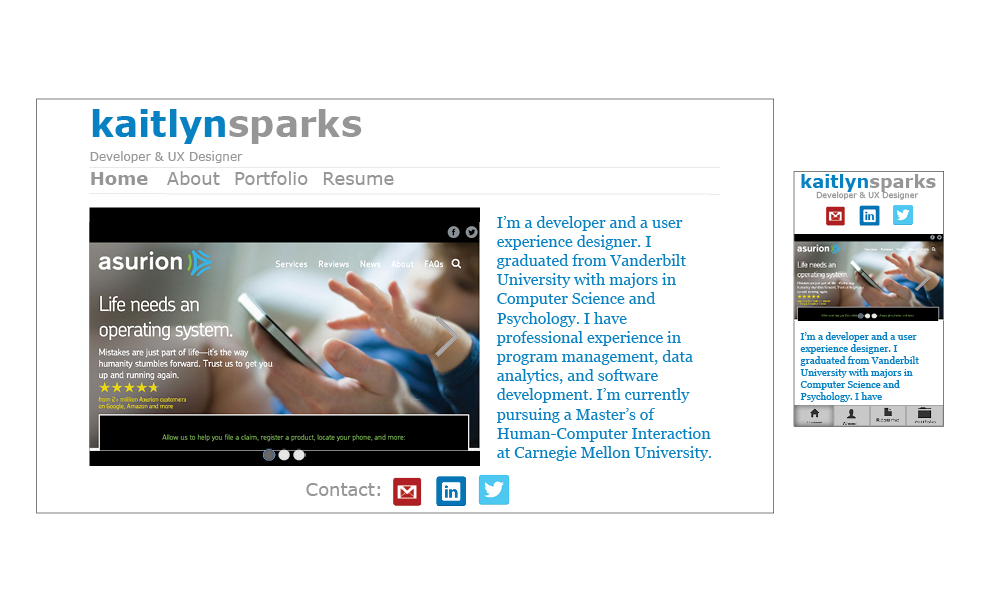 kaitlynsparks
Developer & UX Designer
Home About Portfolio Resume
asurion
Services Reviews News About FAQs
Life needs an
operating system.
Mistakes are just part of life—it's the way
humanity stumbles forward. Trust us to get you
up and running again.
from 2+ million Asurion customers
on Google, Amazon and more
Allow us to help you file a claim, register a product, locate your phone, and more:
I'm a developer and a user
experience designer. I
graduated from Vanderbilt
University with majors in
Computer Science and
Psychology. I have
professional experience in
program management, data
analytics, and software
development. I'm currently
pursuing a Master's of
Human-Computer Interaction
at Carnegie Mellon University.
Contact:
in
kaitlynsparks
Developer & UX Designer
in
asurion
Life needs an
operating system.
I'm a developer and a user
experience designer. I
graduated from Vanderbilt
University with majors in
Computer Science and
Psychology. I have